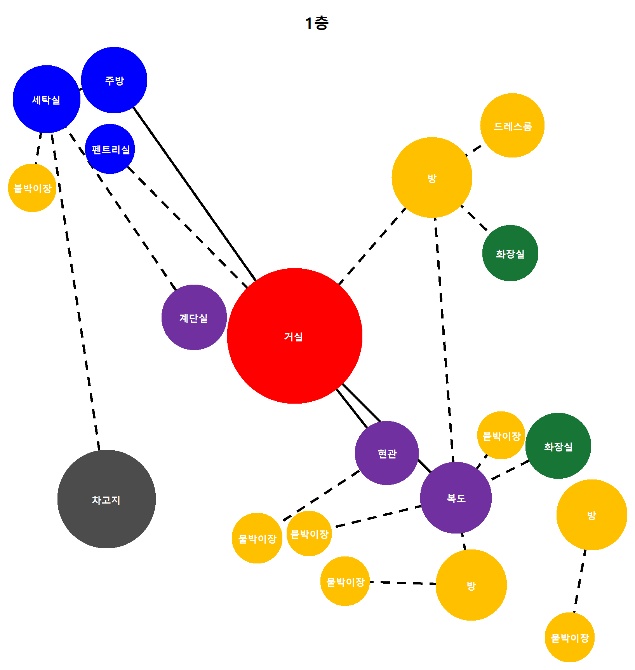 1층
주방
세탁실
드레스룸
펜트리실
방
붙박이장
화장실
계단실
거실
붙박이장
화장실
현관
복도
차고지
방
붙박이장
붙박이장
붙박이장
방
붙박이장